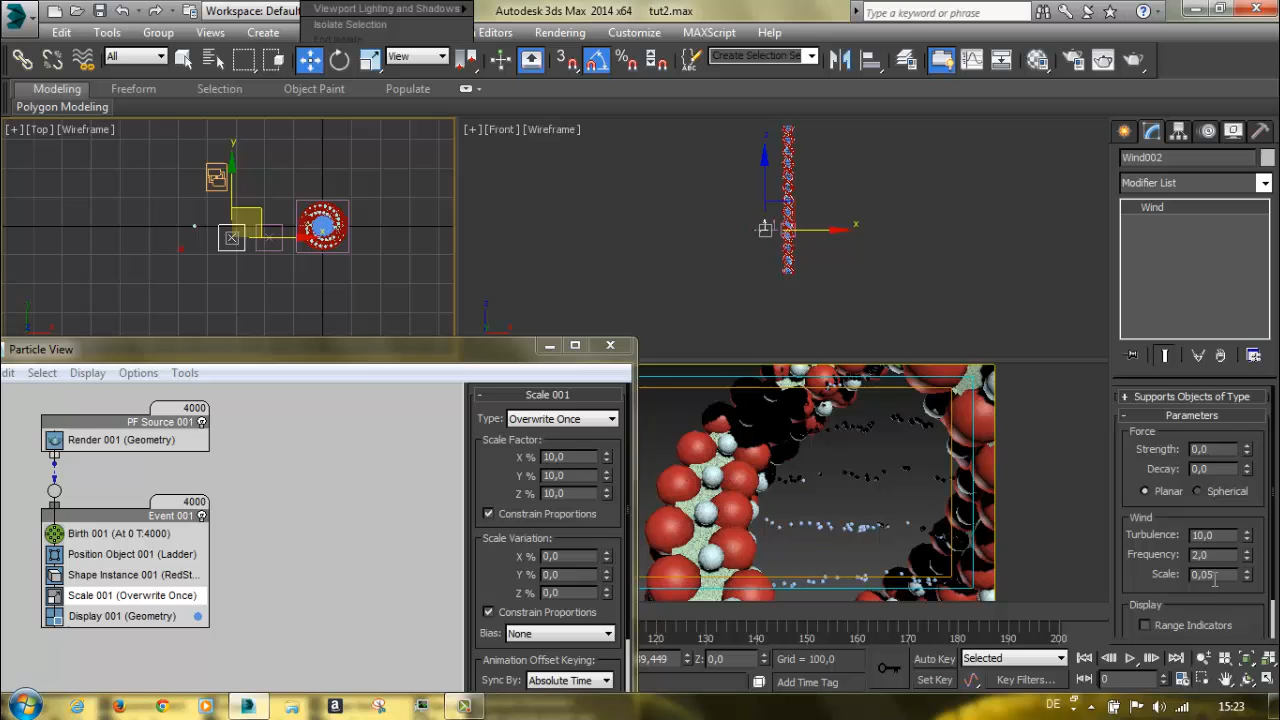 Workspace: Default
Viewport Lighting and Shadows
Autodesk 3ds Max 2014 x64
tut2.max
Type a keyword or phrase
Isolate Selection
End Isolate
Edit
Tools
Group
Views
Create
Editors
Rendering
Customize
MAXScript
Help
All
View
3
Create Selection Se
Modeling
Freeform
Selection
Object Paint
Populate
Polygon Modeling
[+] [Top] [Wireframe]
[+] [Front] [Wireframe]
y
x
z
x
Wind002
Modifier List
Wind
Particle View
dit
Select
Display
Options
Tools
4000
PF Source 001
Render 001 (Geometry)
4000
Event 001
Birth 001 (At 0 T:4000)
Position Object 001 (Ladder)
Shape Instance 001 (RedSt...
Scale 001 (Overwrite Once)
Display 001 (Geometry)
- Scale 001
Type: Overwrite Once
Scale Factor:
X % 10,0
Y % 10,0
Z % 10,0
Constrain Proportions
Scale Variation:
X % 0,0
Y % 0,0
Z % 0,0
Constrain Proportions
Bias: None
Animation Offset Keying:
Sync By: Absolute Time
+ Supports Objects of Type
- Parameters
Force
Strength: 0,0
Decay: 0,0
Planar
Spherical
Wind
Turbulence: 10,0
Frequency: 2,0
Scale: 0,05
Display
Range Indicators
120 130 140 150 160 170 180 190 200
39,449
Z: 0,0
Grid = 100,0
Add Time Tag
Auto Key
Selected
Set Key
Key Filters...
0
DE
15:23